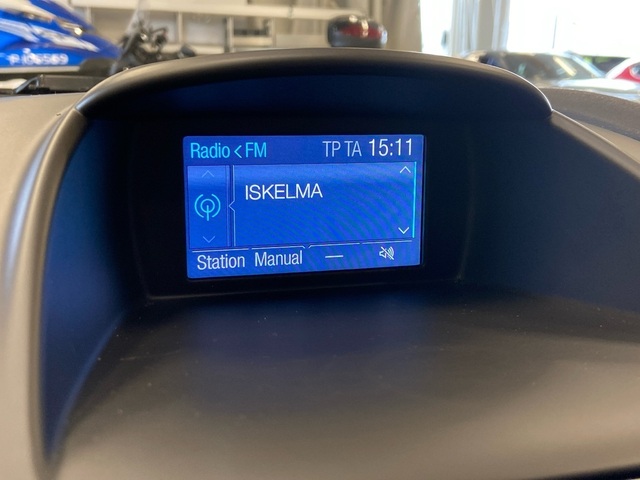 Radio < FM TP TA 15:11
ISKELMA
Station Manual —